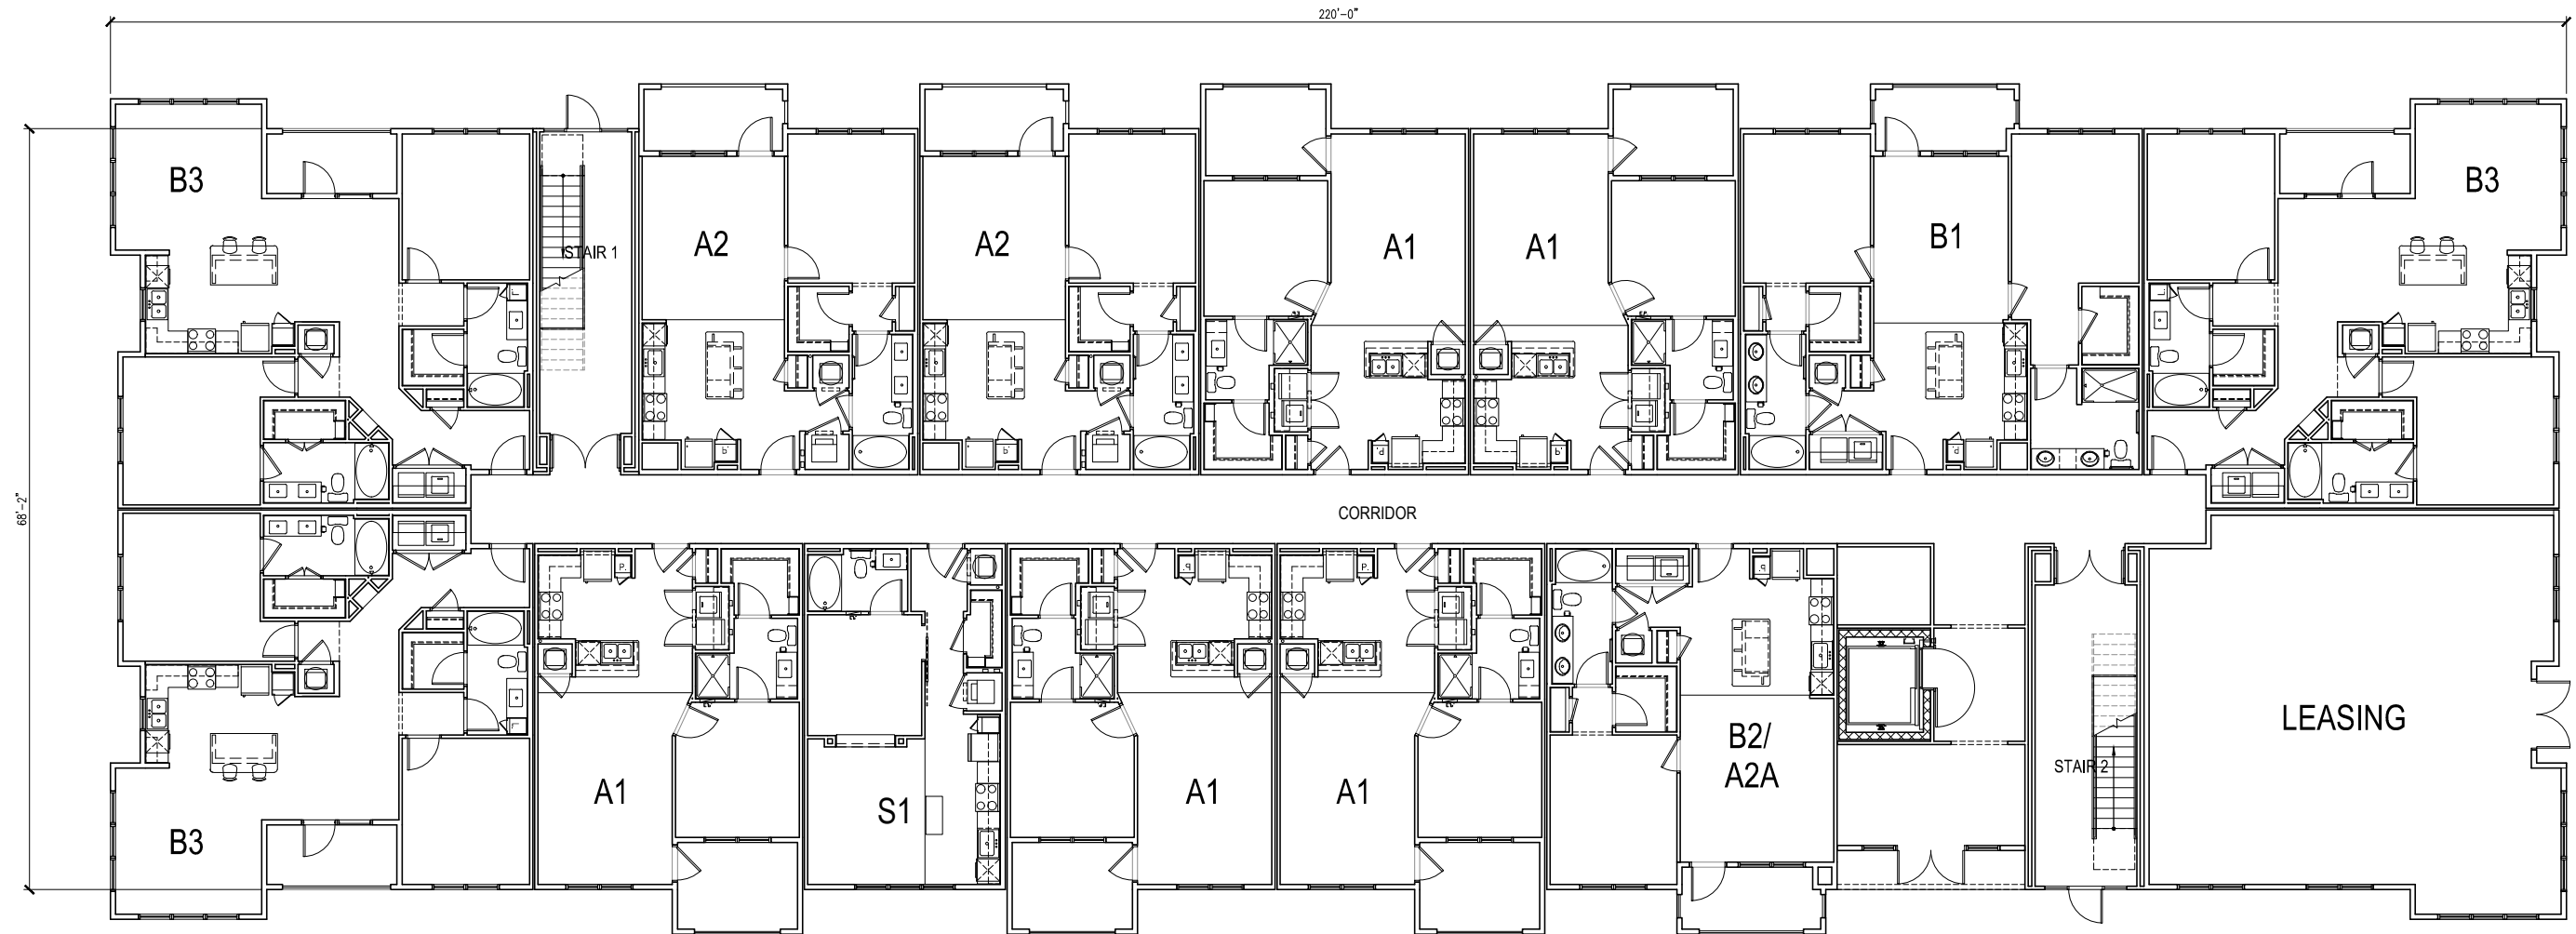 220'-0"
B3
STAIR 1
A2
A2
A1
A1
B1
B3
68'-2"
CORRIDOR
B3
A1
S1
A1
A1
B2/
A2A
STAIR 2
LEASING